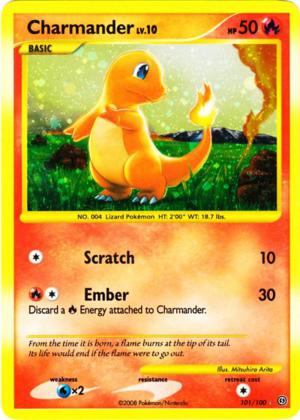 Charmander LV.10 HP 50
BASIC
NO. 004 Lizard Pokémon HT: 2'00" WT: 18.7 lbs.
Scratch 10
Ember 30
Discard a Energy attached to Charmander.
From the time it is born, a flame burns at the tip of its tail.
Its life would end if the flame were to go out.
Illus. Mitsuhiro Arita
weakness resistance retreat cost
×2
©2008 Pokémon/Nintendo
101/100